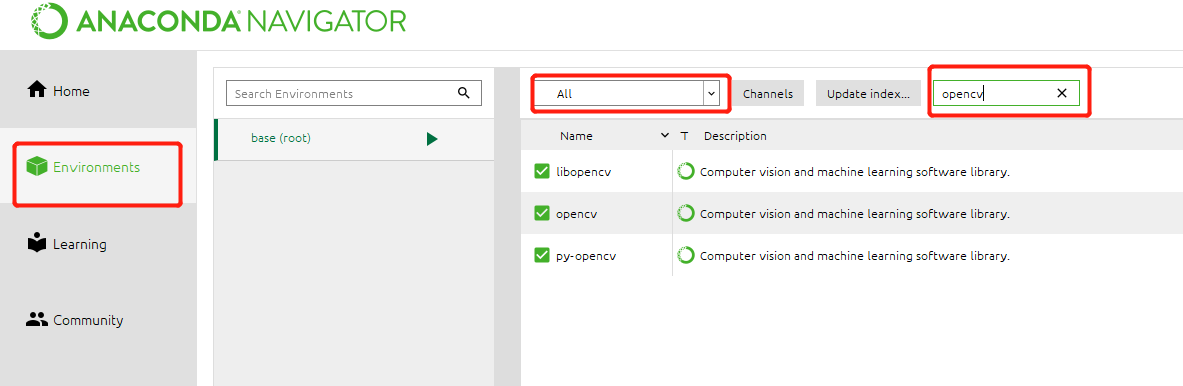 ANACONDA NAVIGATOR
Home
Environments
Learning
Community
Search Environments
base (root)
All
Channels
Update index...
opencv
Name
T
Description
libopencv
Computer vision and machine learning software library.
opencv
Computer vision and machine learning software library.
py-opencv
Computer vision and machine learning software library.